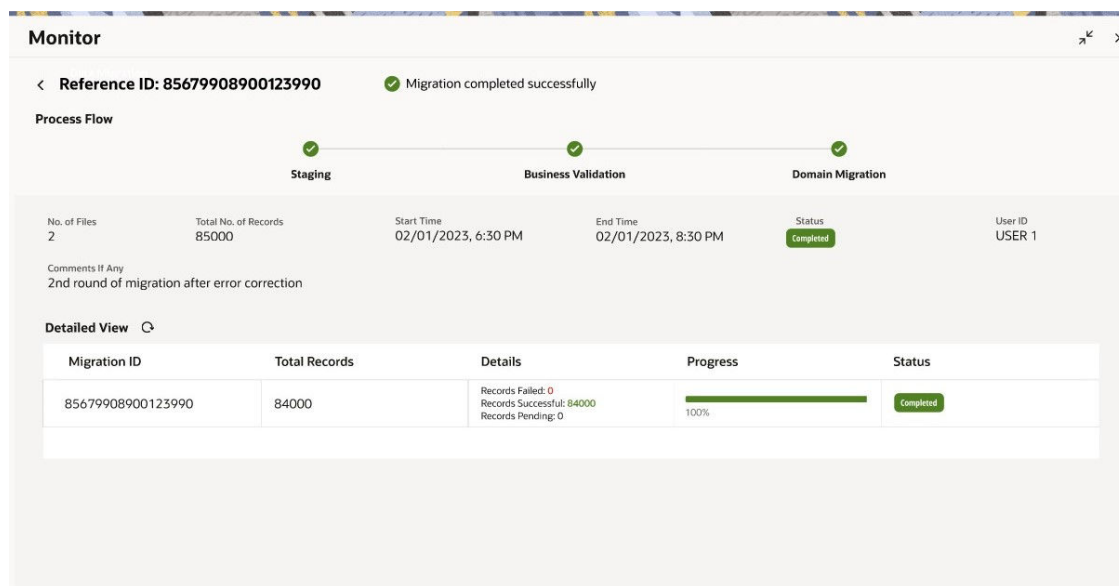 Monitor
Reference ID: 85679908900123990
Migration completed successfully
Process Flow
Staging
Business Validation
Domain Migration
No. of Files
2
Total No. of Records
85000
Start Time
02/01/2023, 6:30 PM
End Time
02/01/2023, 8:30 PM
Status
Completed
User ID
USER 1
Comments If Any
2nd round of migration after error correction
Detailed View
Migration ID
Total Records
Details
Progress
Status
85679908900123990
84000
Records Failed: 0
Records Successful: 84000
Records Pending: 0
100%
Completed